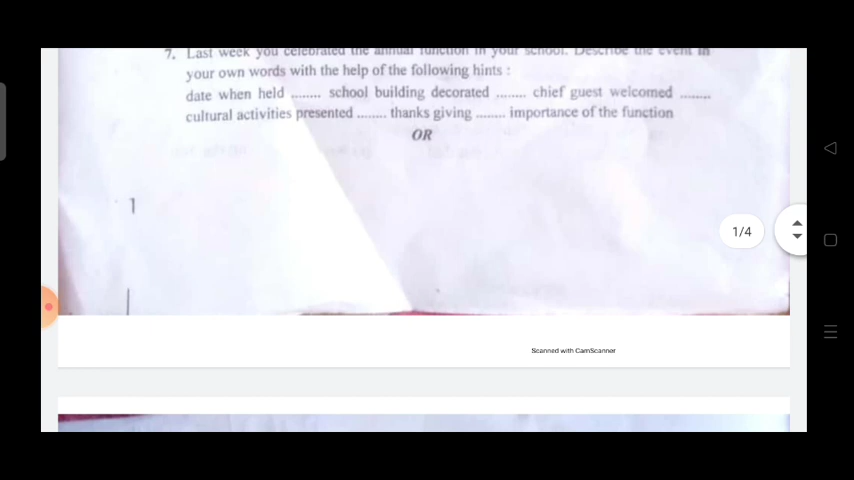 7. Last week you celebrated the annual function in your school. Describe the event in
your own words with the help of the following hints :
date when held ........ school building decorated ........ chief guest welcomed ........
cultural activities presented ........ thanks giving ........ importance of the function
OR
1
1/4
Scanned with CamScanner